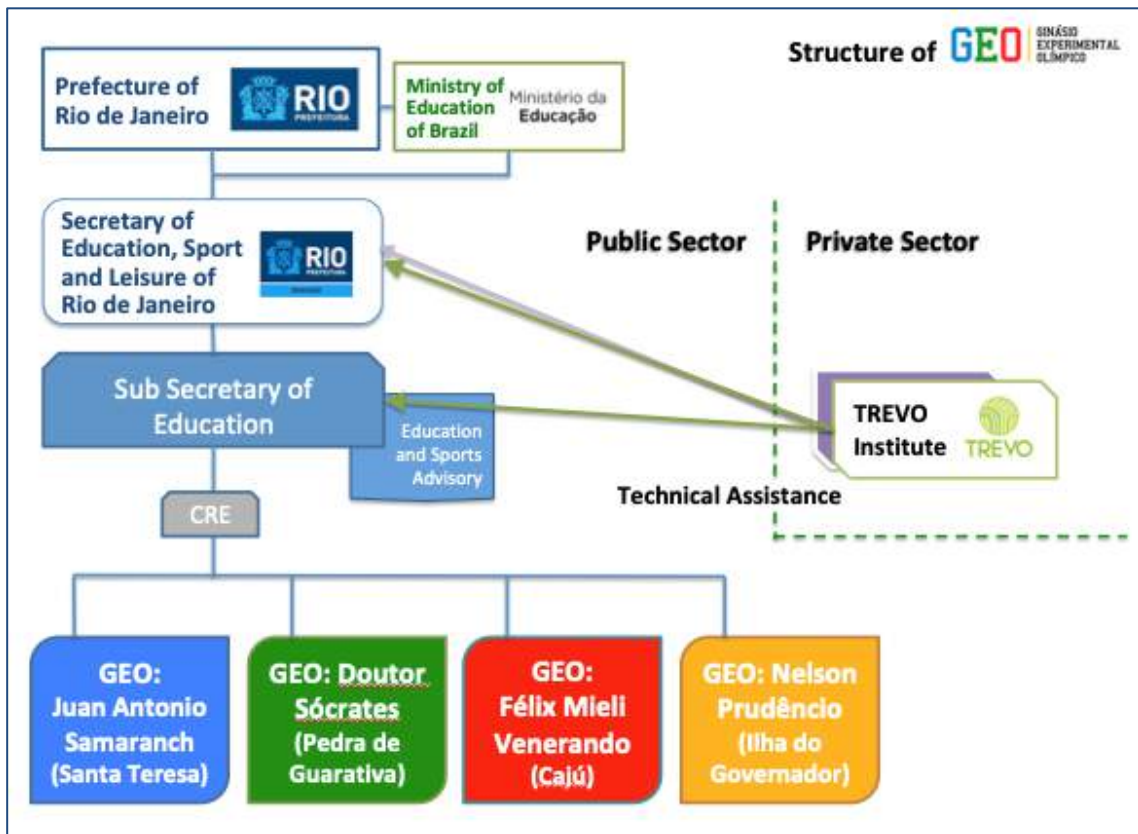 Structure of GEO GINÁSIO
EXPERIMENTAL
OLÍMPICO
Prefecture of
Rio de Janeiro
RIO
PREFEITURA
Ministry of
Education
of Brazil
Ministério da
Educação
Secretary of
Education, Sport
and Leisure of
Rio de Janeiro
RIO
PREFEITURA
Public Sector
Private Sector
Sub Secretary of
Education
Education
and Sports
Advisory
TREVO
Institute
TREVO
Technical Assistance
CRE
GEO:
Juan Antonio
Samaranch
(Santa Teresa)
GEO: Doutor
Sócrates
(Pedra de
Guarativa)
GEO:
Félix Mieli
Venerando
(Cajú)
GEO: Nelson
Prudêncio
(Ilha do
Governador)